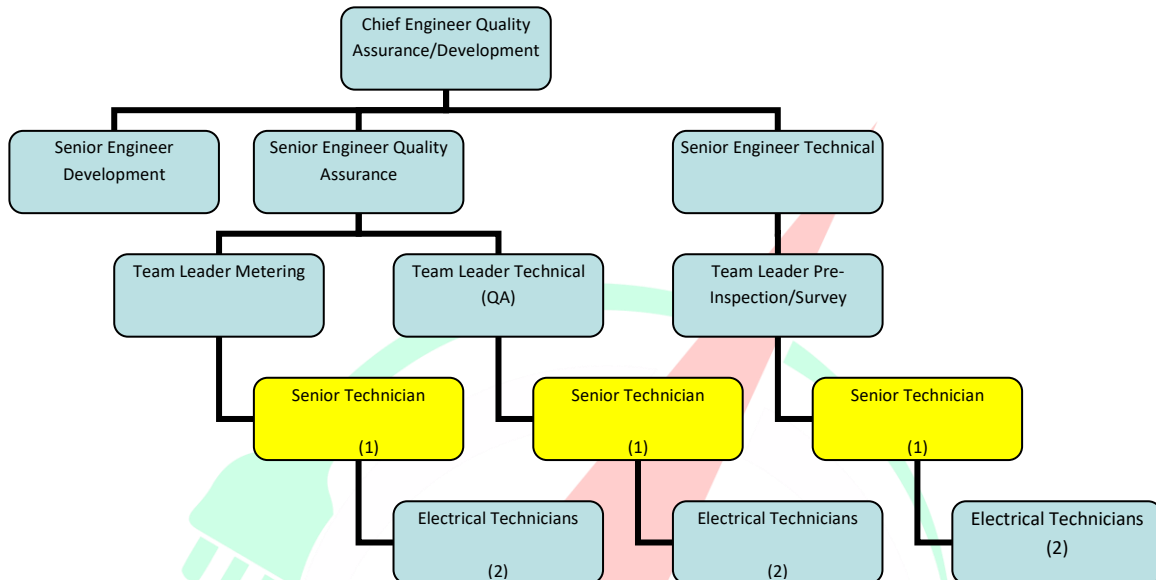 Chief Engineer Quality
Assurance/Development
Senior Engineer
Development
Senior Engineer Quality
Assurance
Senior Engineer Technical
Team Leader Metering
Team Leader Technical
(QA)
Team Leader Pre-
Inspection/Survey
Senior Technician
(1)
Senior Technician
(1)
Senior Technician
(1)
Electrical Technicians
(2)
Electrical Technicians
(2)
Electrical Technicians
(2)